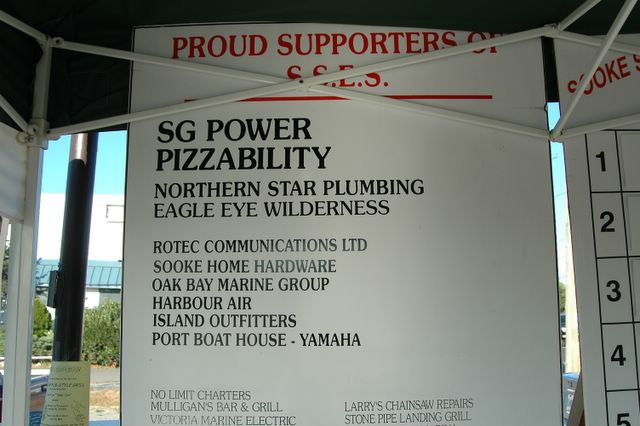 PROUD SUPPORTERS OF
S.S.E.S.
SG POWER
PIZZABILITY
NORTHERN STAR PLUMBING
EAGLE EYE WILDERNESS
ROTEC COMMUNICATIONS LTD
SOOKE HOME HARDWARE
OAK BAY MARINE GROUP
HARBOUR AIR
ISLAND OUTFITTERS
PORT BOAT HOUSE - YAMAHA
NO LIMIT CHARTERS
MULLIGAN'S BAR & GRILL
VICTORIA MARINE ELECTRIC
LARRY'S CHAINSAW REPAIRS
STONE PIPE LANDING GRILL
SOOKE S
1
2
3
4
5